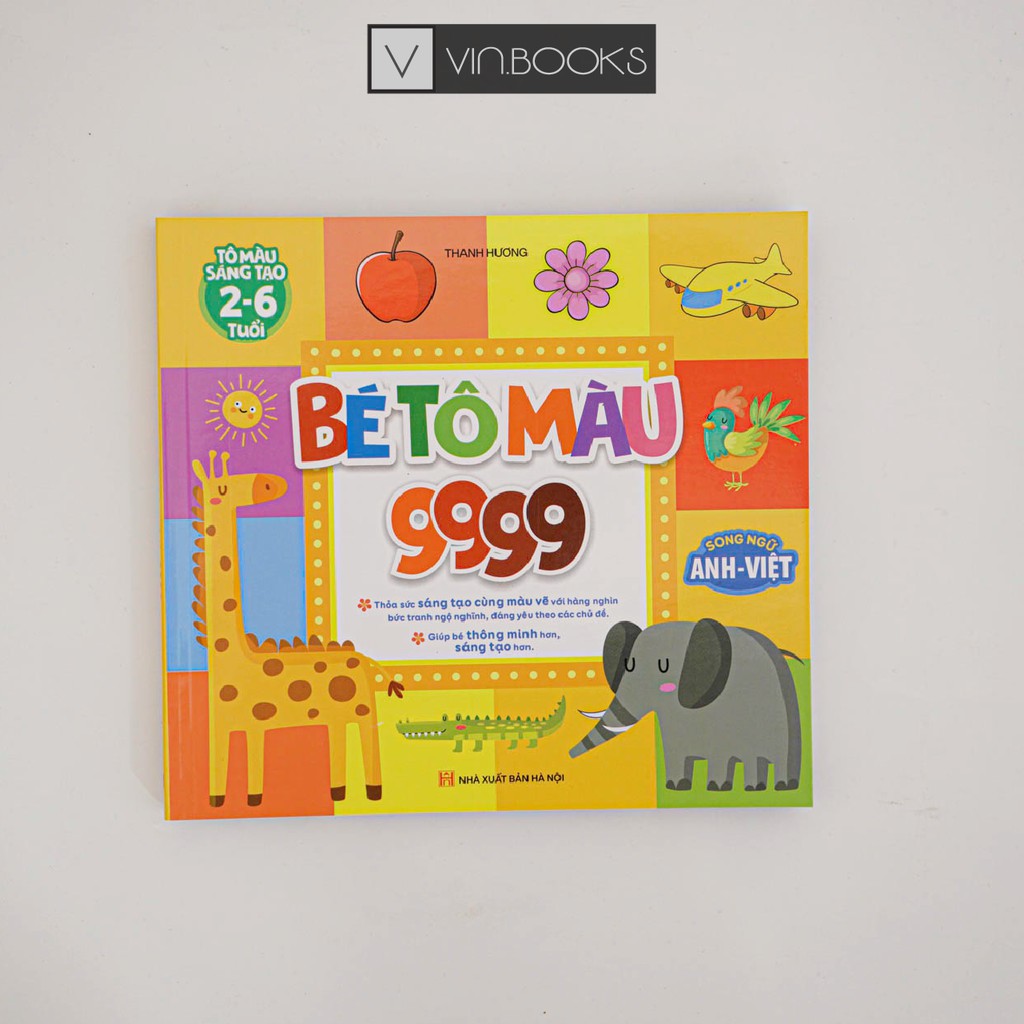 V VIN.BOOKS
THANH HƯƠNG
TÔ MÀU
SÁNG TẠO
2-6
TUỔI
BÉ TÔ MÀU
9999
SONG NGỮ
ANH-VIỆT
Thỏa sức sáng tạo cùng màu vẽ với hàng nghìn
bức tranh ngộ nghĩnh, đáng yêu theo các chủ đề.
Giúp bé thông minh hơn,
sáng tạo hơn.
NHÀ XUẤT BẢN HÀ NỘI